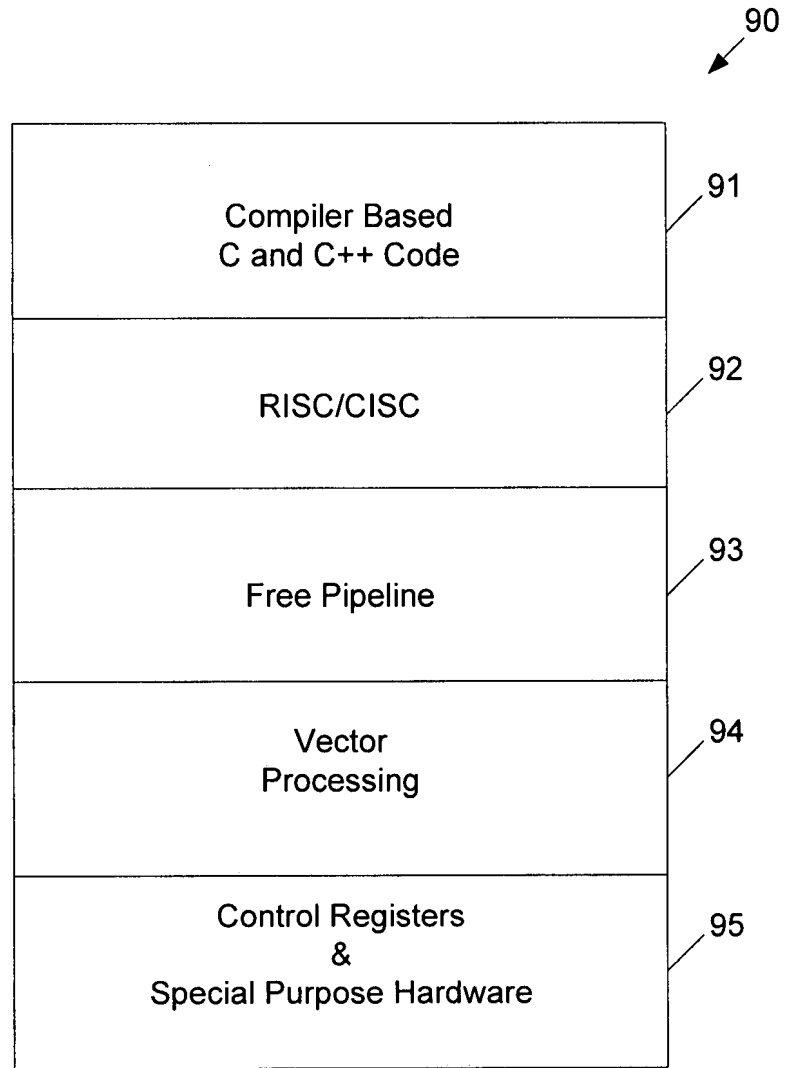 90
Compiler Based
C and C++ Code
91
RISC/CISC
92
Free Pipeline
93
Vector
Processing
94
Control Registers
&
Special Purpose Hardware
95